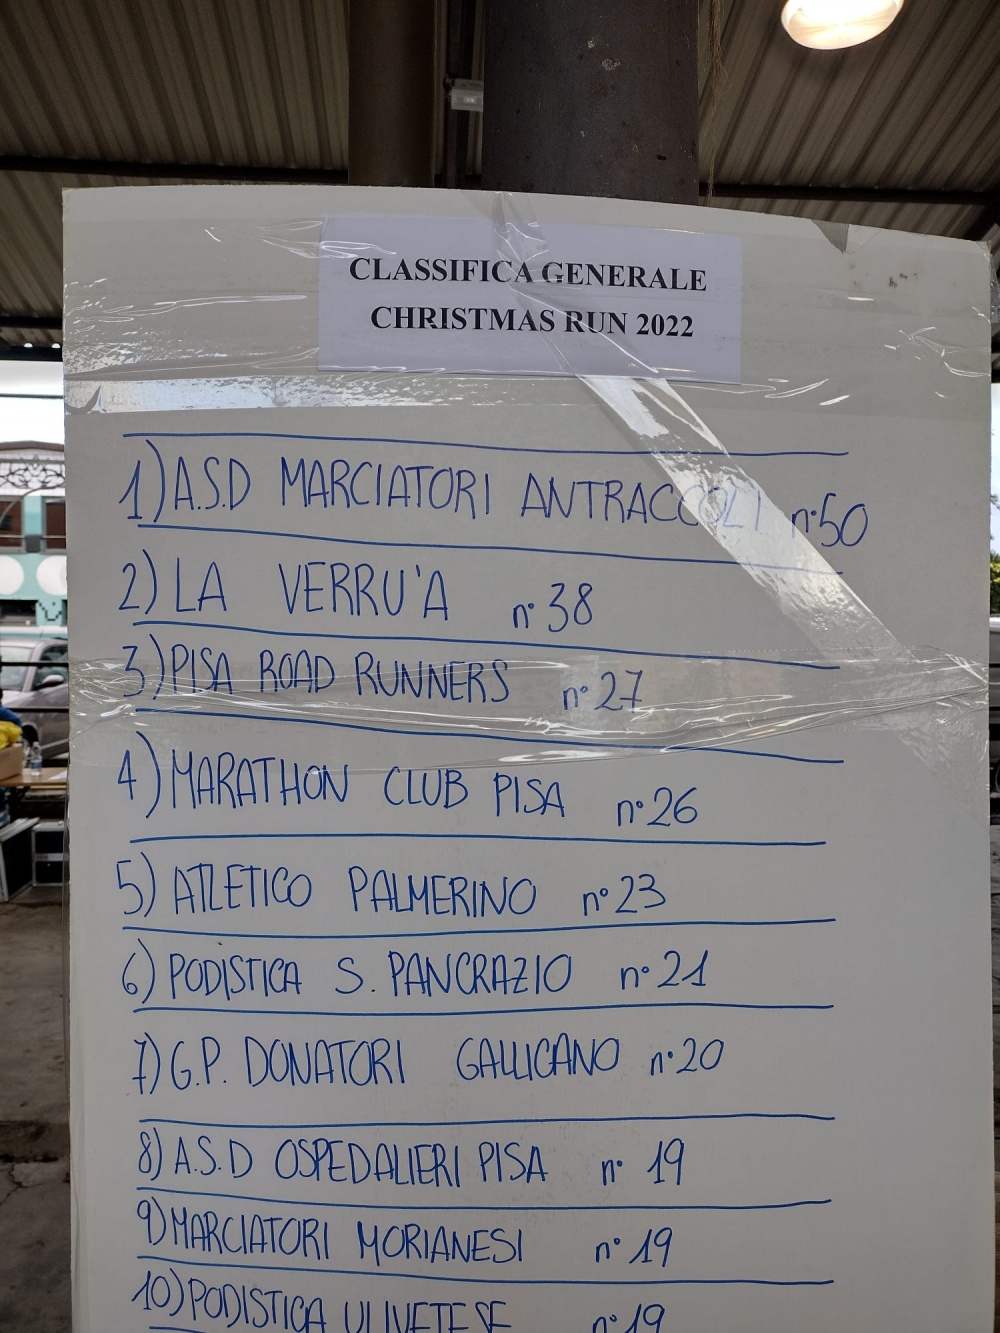 CLASSIFICA GENERALE
CHRISTMAS RUN 2022
1) A.S.D MARCIATORI ANTRACCOLI n°50
2) LA VERRU'A n° 38
3) PISA ROAD RUNNERS n° 27
4) MARATHON CLUB PISA n° 26
5) ATLETICO PALMERINO n° 23
6) PODISTICA S. PANCRAZIO n° 21
7) G.P. DONATORI GALLICANO n° 20
8) A.S.D OSPEDALIERI PISA n° 19
9) MARCIATORI MORIANESI n° 19
10) PODISTICA ULIVETESE n° 19